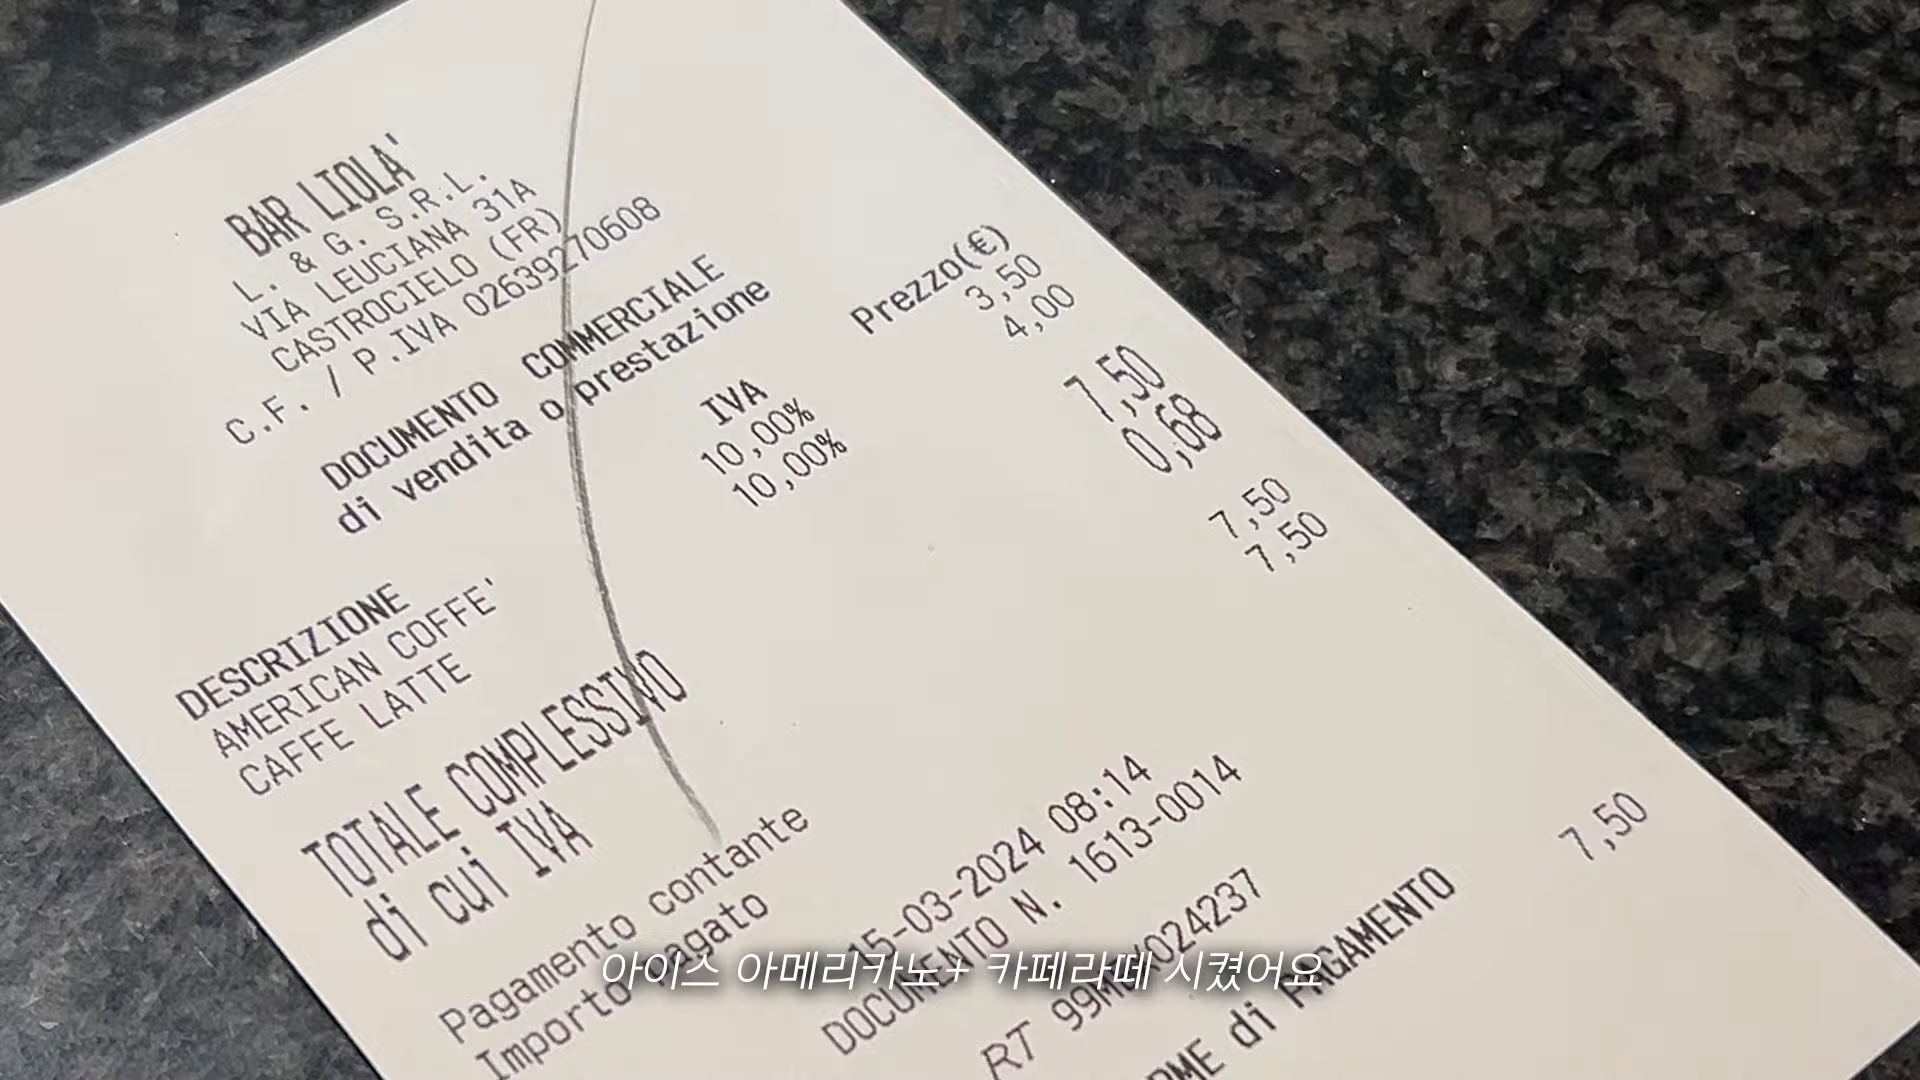 BAR LIOLA'
L. & G. S.R.L.
VIA LEUCIANA 31A
CASTROCIELO (FR)
C.F. / P.IVA 02639270608
DOCUMENTO COMMERCIALE
di vendita o prestazione
DESCRIZIONE IVA Prezzo(€)
AMERICAN COFFE' 10,00% 3,50
CAFFE LATTE 10,00% 4,00
TOTALE COMPLESSIVO 7,50
di cui IVA 0,68
Pagamento contante 7,50
Importo pagato 7,50
15-03-2024 08:14
DOCUMENTO N. 1613-0014
RT
di PAGAMENTO
7,50
아이스 아메리카노+ 카페라떼 시켰어요